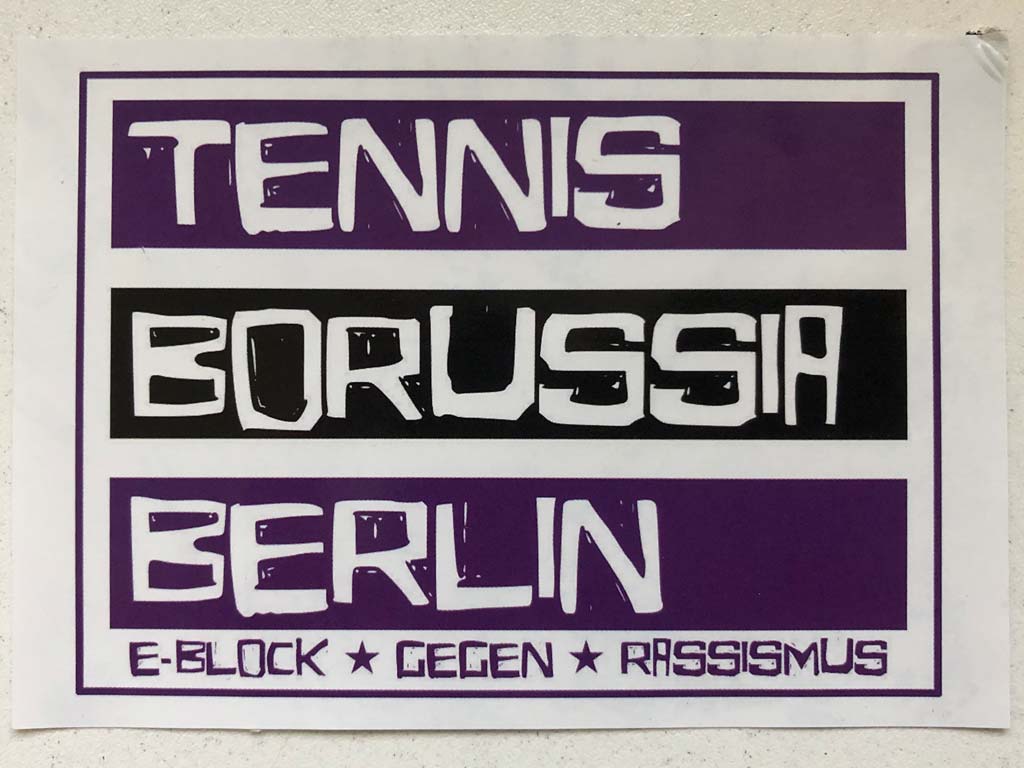 TENNIS
BORUSSIA
BERLIN
E-BLOCK ★ GEGEN ★ RASSISMUS